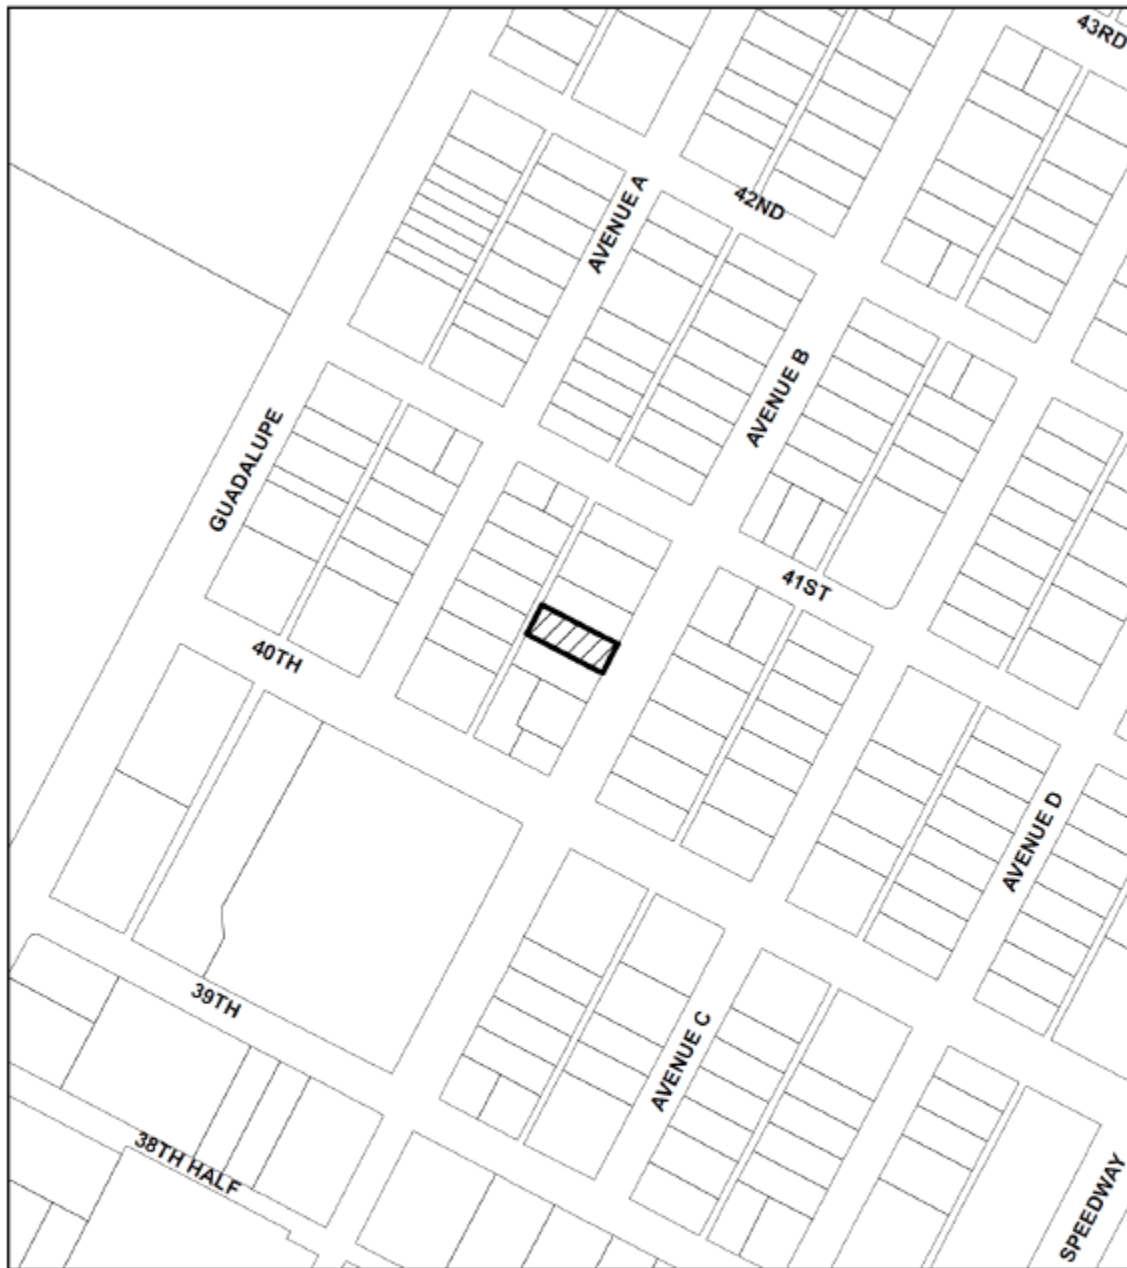 43RD
AVENUE A
42ND
AVENUE B
GUADALUPE
41ST
40TH
AVENUE D
39TH
AVENUE C
38TH HALF
SPEEDWAY